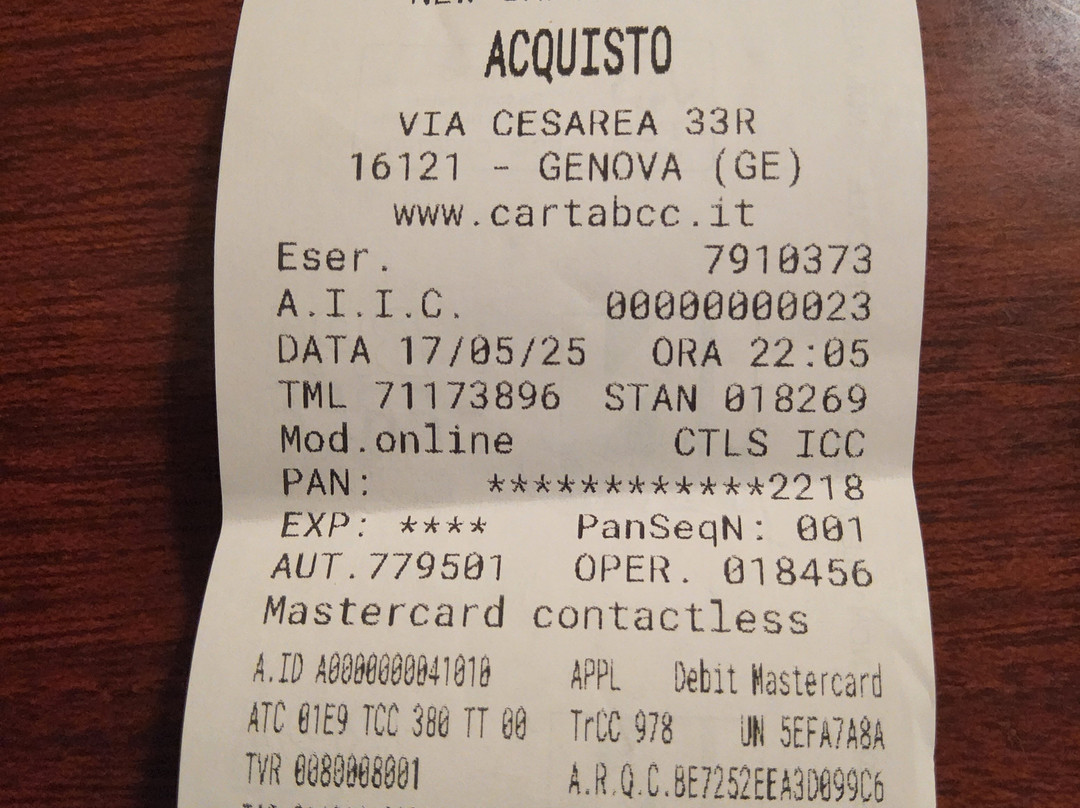 ACQUISTO
VIA CESAREA 33R
16121 - GENOVA (GE)
www.cartabcc.it
Eser. 7910373
A.I.I.C. 00000000023
DATA 17/05/25 ORA 22:05
TML 71173896 STAN 018269
Mod.online CTLS ICC
PAN: ************2218
EXP: **** PanSeqN: 001
AUT.779501 OPER. 018456
Mastercard contactless
A.ID A0000000041010 APPL Debit Mastercard
ATC 01E9 TCC 380 TT 00 TrCC 978 UN 5EFA7A8A
TVR 0080008001 A.R.Q.C.8E7252EEA3D099C6